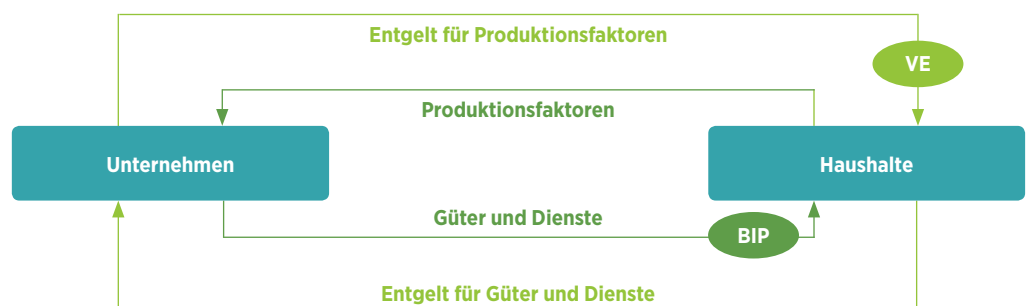 Entgelt für Produktionsfaktoren
VE
Produktionsfaktoren
Unternehmen
Haushalte
Güter und Dienste
BIP
Entgelt für Güter und Dienste